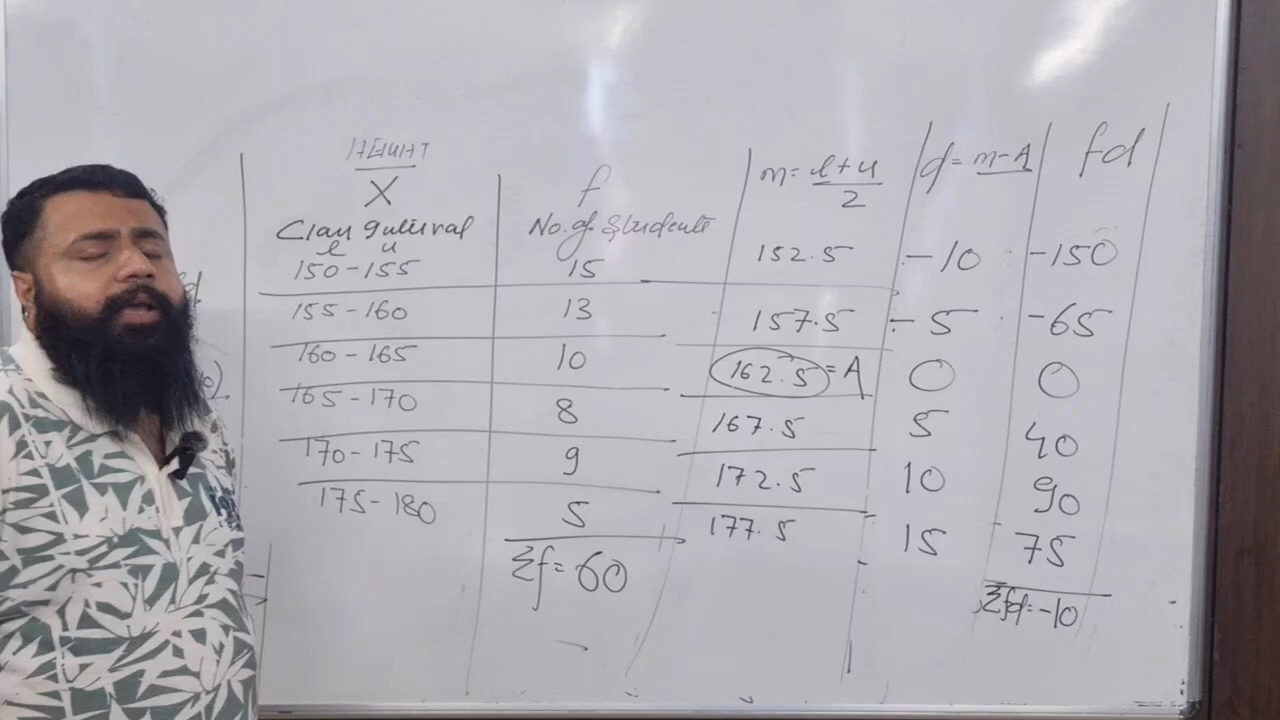 HEIGHT
X
f
m = l+u
2
d = m-A
fd
Class Interval
No. of Students
l u
150-155 15 152.5 -10 -150
155-160 13 157.5 -5 -65
160-165 10 162.5 = A 0 0
165-170 8 167.5 5 40
170-175 9 172.5 10 90
175-180 5 177.5 15 75
Σf = 60
Σfd = -10